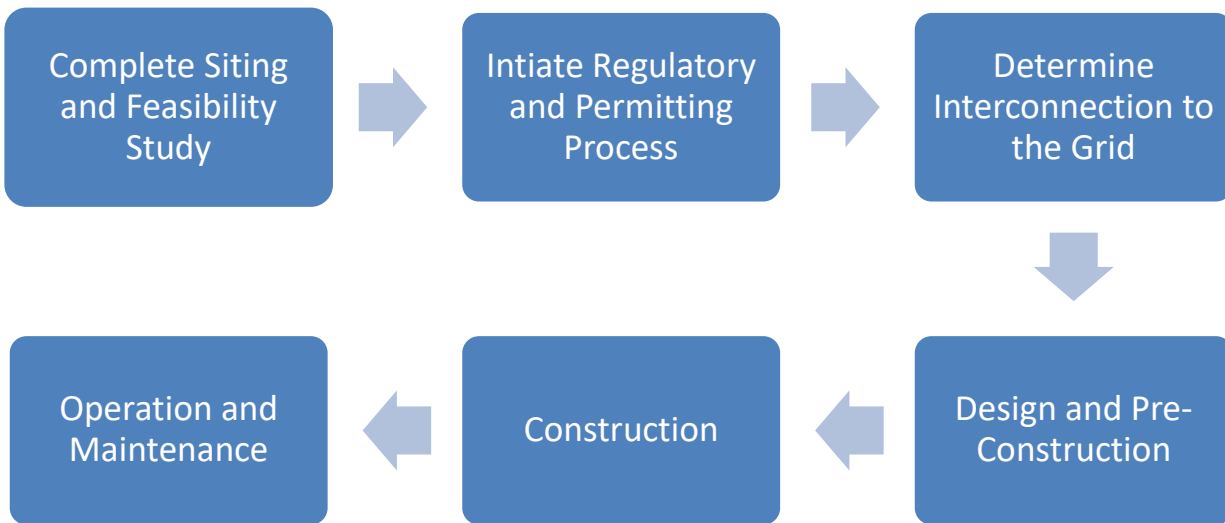 Complete Siting
and Feasibility
Study
Intiate Regulatory
and Permitting
Process
Determine
Interconnection to
the Grid
Design and Pre-
Construction
Construction
Operation and
Maintenance